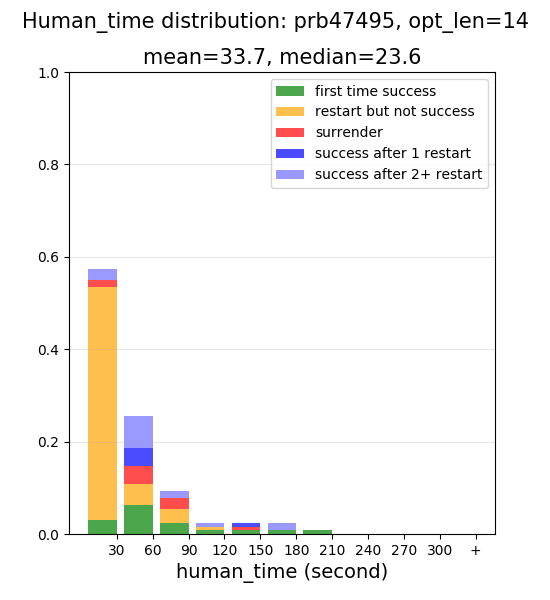 Human_time distribution: prb47495, opt_len=14
mean=33.7, median=23.6
1.0
0.8
0.6
0.4
0.2
0.0
first time success
restart but not success
surrender
success after 1 restart
success after 2+ restart
30 60 90 120 150 180 210 240 270 300 +
human_time (second)